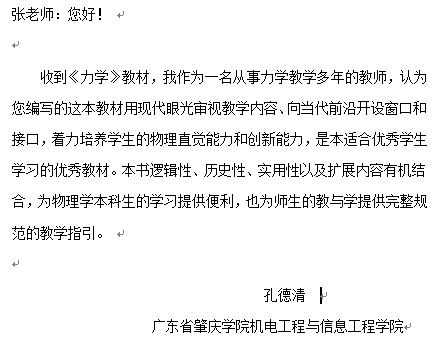 张老师：您好！
收到《力学》教材，我作为一名从事力学教学多年的教师，认为
您编写的这本教材用现代眼光审视教学内容、向当代前沿开设窗口和
接口，着力培养学生的物理直觉能力和创新能力，是本适合优秀学生
学习的优秀教材。本书逻辑性、历史性、实用性以及扩展内容有机结
合，为物理学本科生的学习提供便利，也为师生的教与学提供完整规
范的教学指引。
孔德清
广东省肇庆学院机电工程与信息工程学院